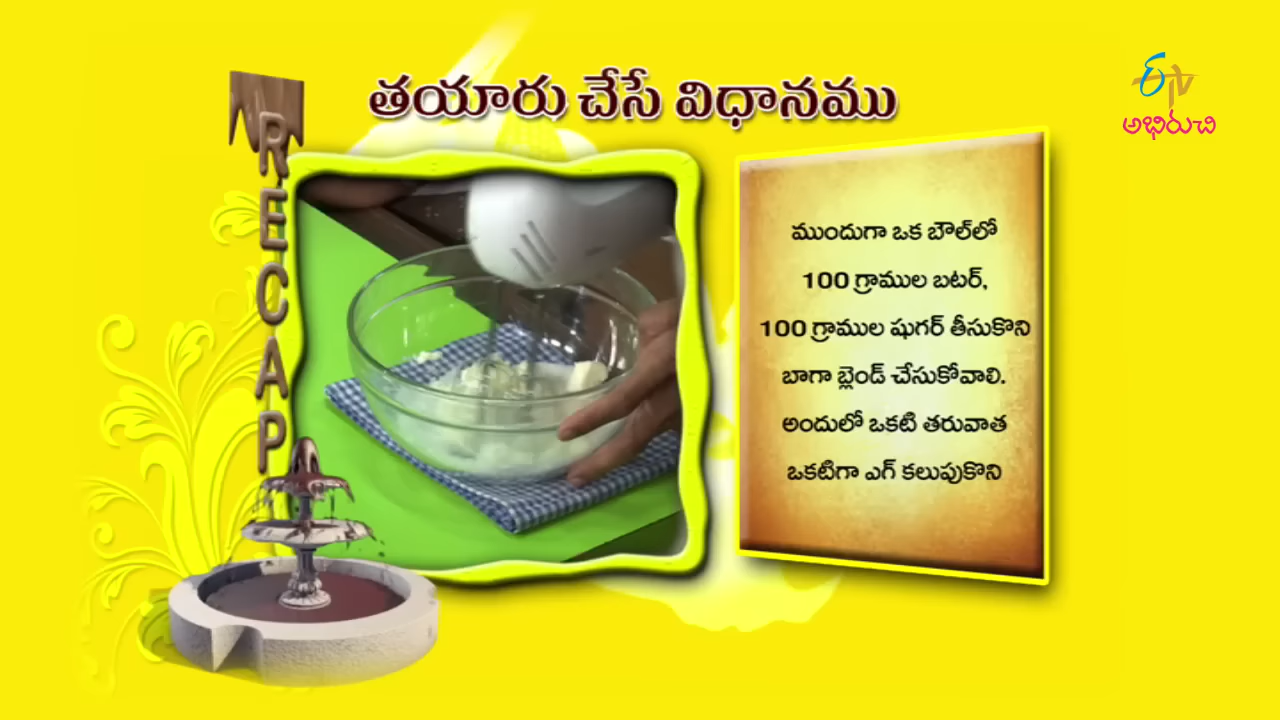 తయారు చేసే విధానము
etv
అభిరుచి
RECAP
ముందుగా ఒక బౌల్‌లో
100 గ్రాముల బటర్,
100 గ్రాముల షుగర్ తీసుకొని
బాగా బ్లెండ్ చేసుకోవాలి.
అందులో ఒకటి తరువాత
ఒకటిగా ఎగ్ కలుపుకొని